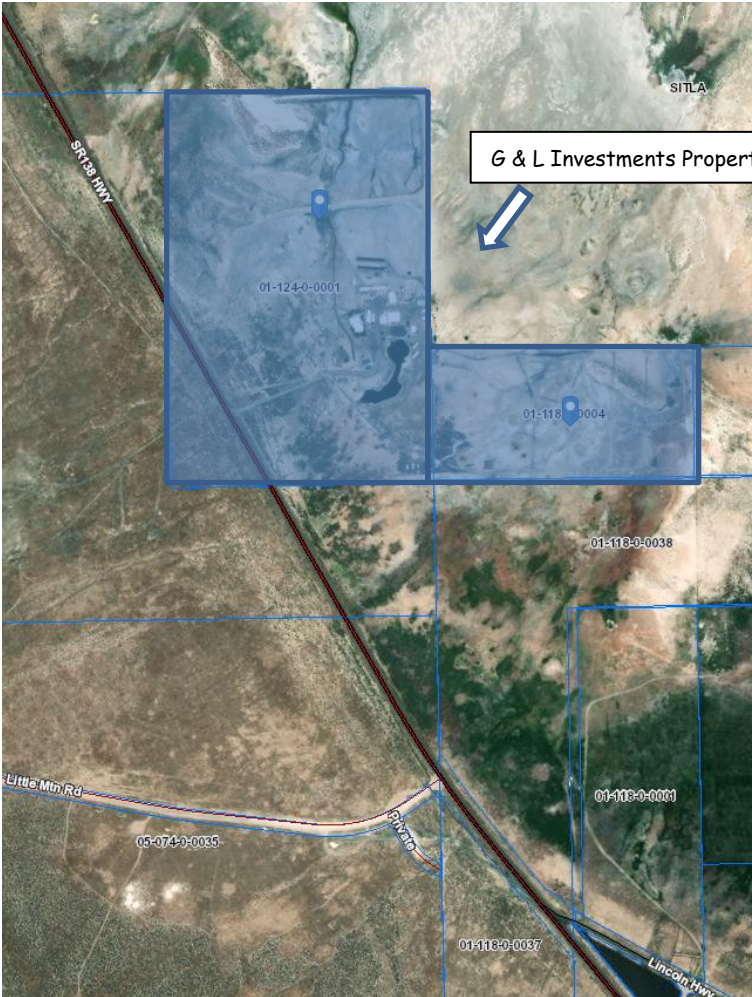 SITLA
SR138 HWY
G & L Investments Propert
01-124-0-0001
01-118 0004
01-118-0-0038
Little Mtn Rd
01-118-0-0001
Private
05-074-0-0035
01-118-0-0037
Lincoln Hwy